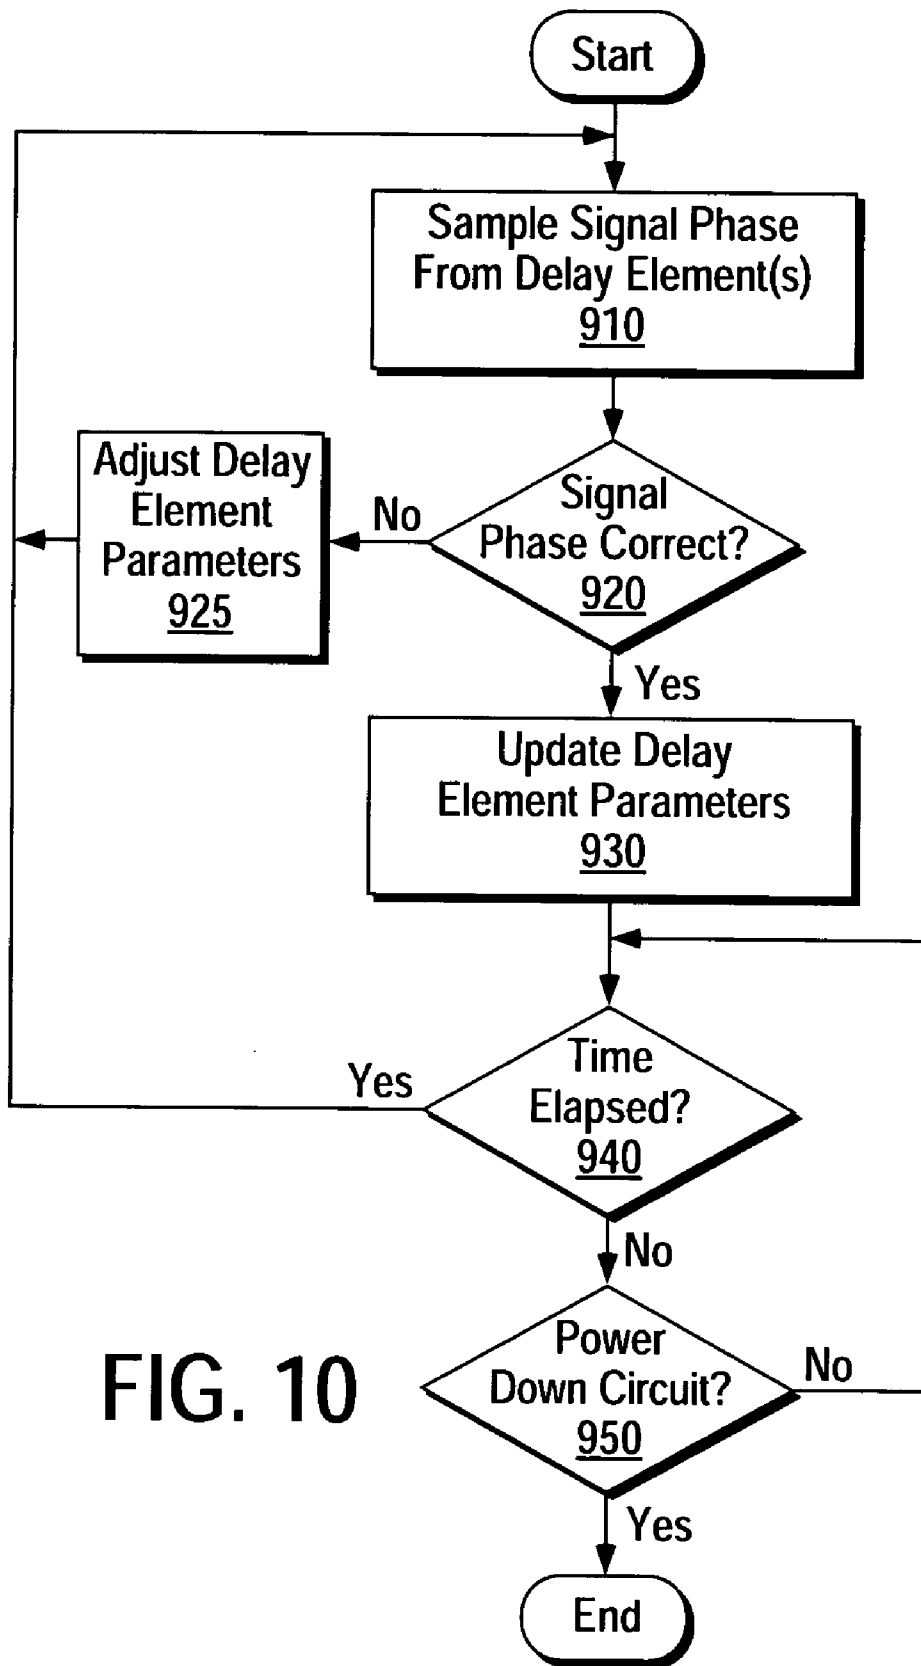 Start
Sample Signal Phase
From Delay Element(s)
910
Adjust Delay
Element
Parameters
925
No
Signal
Phase Correct?
920
Yes
Update Delay
Element Parameters
930
Yes
Time
Elapsed?
940
No
Power
Down Circuit?
950
No
FIG. 10
Yes
End